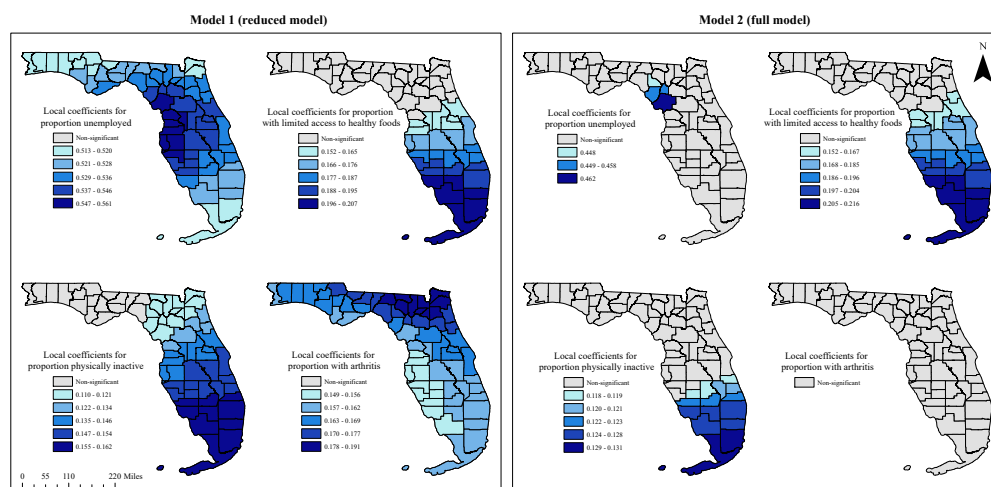 Model 1 (reduced model)
Model 2 (full model)
N
Local coefficients for
proportion unemployed
Non-significant
0.513 - 0.520
0.521 - 0.528
0.529 - 0.536
0.537 - 0.546
0.547 - 0.561
Local coefficients for proportion
with limited access to healthy foods
Non-significant
0.152 - 0.165
0.166 - 0.176
0.177 - 0.187
0.188 - 0.195
0.196 - 0.207
Local coefficients for
proportion unemployed
Non-significant
0.448
0.449 - 0.458
0.462
Local coefficients for proportion
with limited access to healthy foods
Non-significant
0.152 - 0.167
0.168 - 0.185
0.186 - 0.196
0.197 - 0.204
0.205 - 0.216
Local coefficients for
proportion physically inactive
Non-significant
0.110 - 0.121
0.122 - 0.134
0.135 - 0.146
0.147 - 0.154
0.155 - 0.162
0 55 110 220 Miles
Local coefficients for
proportion with arthritis
Non-significant
0.149 - 0.156
0.157 - 0.162
0.163 - 0.169
0.170 - 0.177
0.178 - 0.191
Local coefficients for
proportion physically inactive
Non-significant
0.118 - 0.119
0.120 - 0.121
0.122 - 0.123
0.124 - 0.128
0.129 - 0.131
Local coefficients for
proportion with arthritis
Non-significant